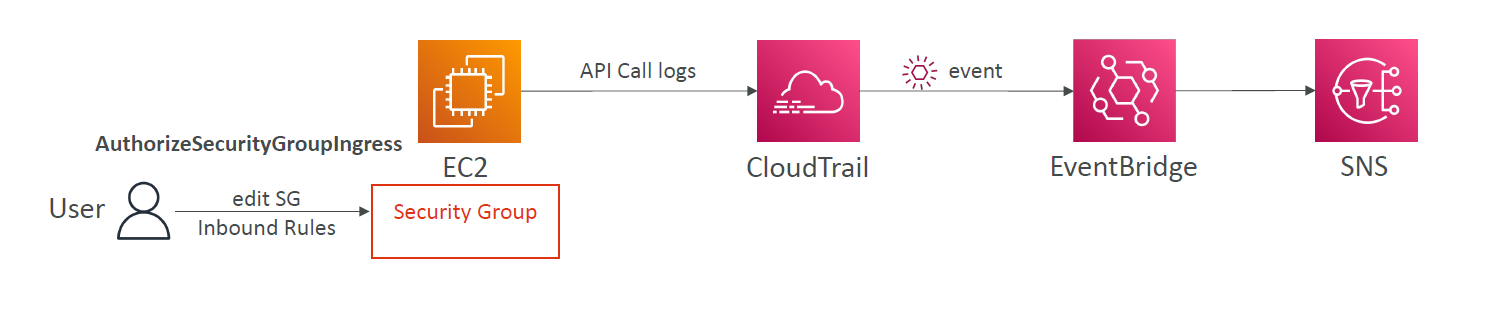 API Call logs
event
AuthorizeSecurityGroupIngress
EC2
CloudTrail
EventBridge
SNS
User
edit SG
Inbound Rules
Security Group